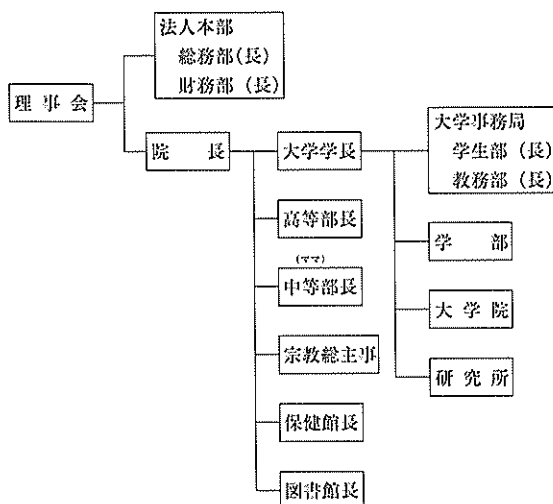 法人本部
総務部(長)
財務部(長)
理事会
院長
大学学長
大学事務局
学生部(長)
教務部(長)
高等部長
学部
(ママ)
中等部長
大学院
宗教総主事
研究所
保健館長
図書館長